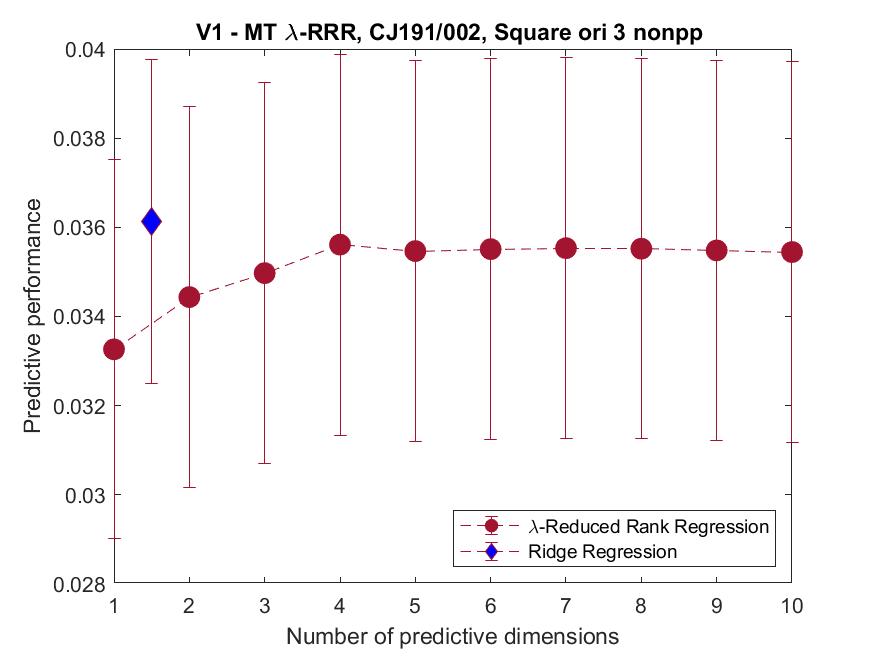 V1 - MT λ-RRR, CJ191/002, Square ori 3 nonpp
Predictive performance
0.04
0.038
0.036
0.034
0.032
0.03
0.028
1 2 3 4 5 6 7 8 9 10
Number of predictive dimensions
λ-Reduced Rank Regression
Ridge Regression